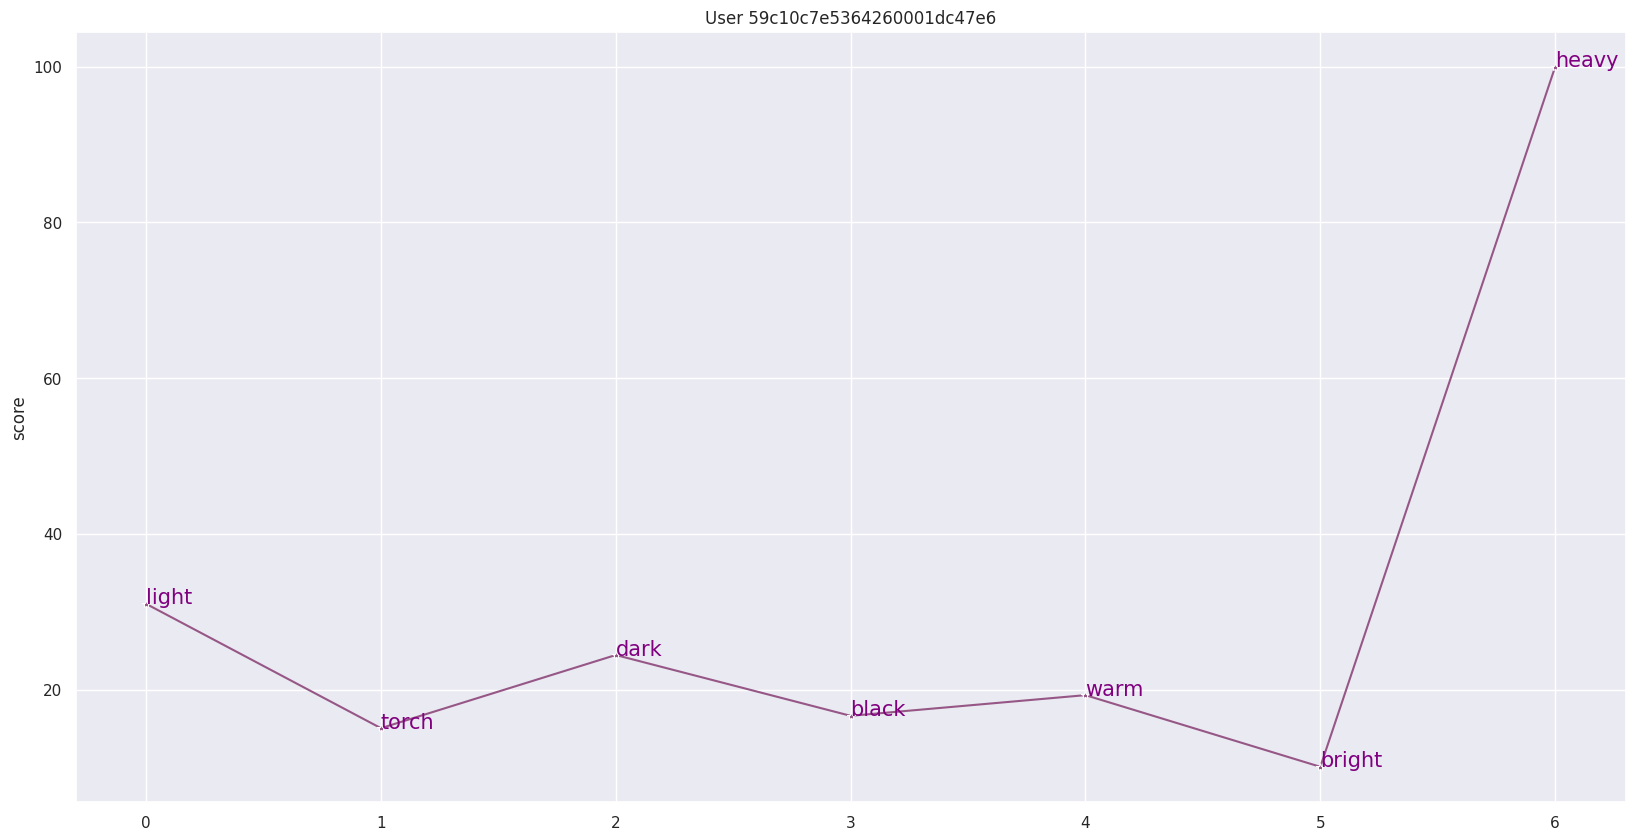 User 59c10c7e5364260001dc47e6
100
80
60
40
20
score
light
torch
dark
black
warm
bright
heavy
0 1 2 3 4 5 6